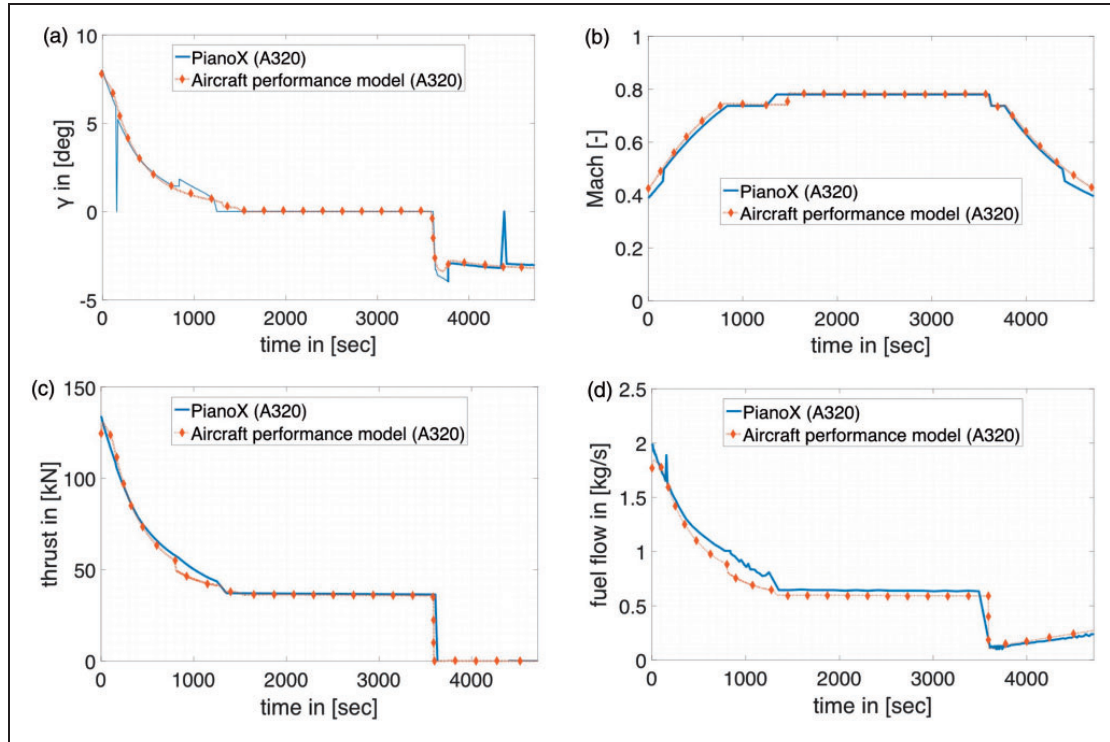 (a)
γ in [deg]
10
5
0
-5
PianoX (A320)
Aircraft performance model (A320)
0
1000
2000
3000
4000
time in [sec]
(b)
Mach [-]
1
0.8
0.6
0.4
0.2
0
PianoX (A320)
Aircraft performance model (A320)
0
1000
2000
3000
4000
time in [sec]
(c)
thrust in [kN]
150
100
50
0
PianoX (A320)
Aircraft performance model (A320)
0
1000
2000
3000
4000
time in [sec]
(d)
fuel flow in [kg/s]
2.5
2
1.5
1
0.5
0
PianoX (A320)
Aircraft performance model (A320)
0
1000
2000
3000
4000
time in [sec]